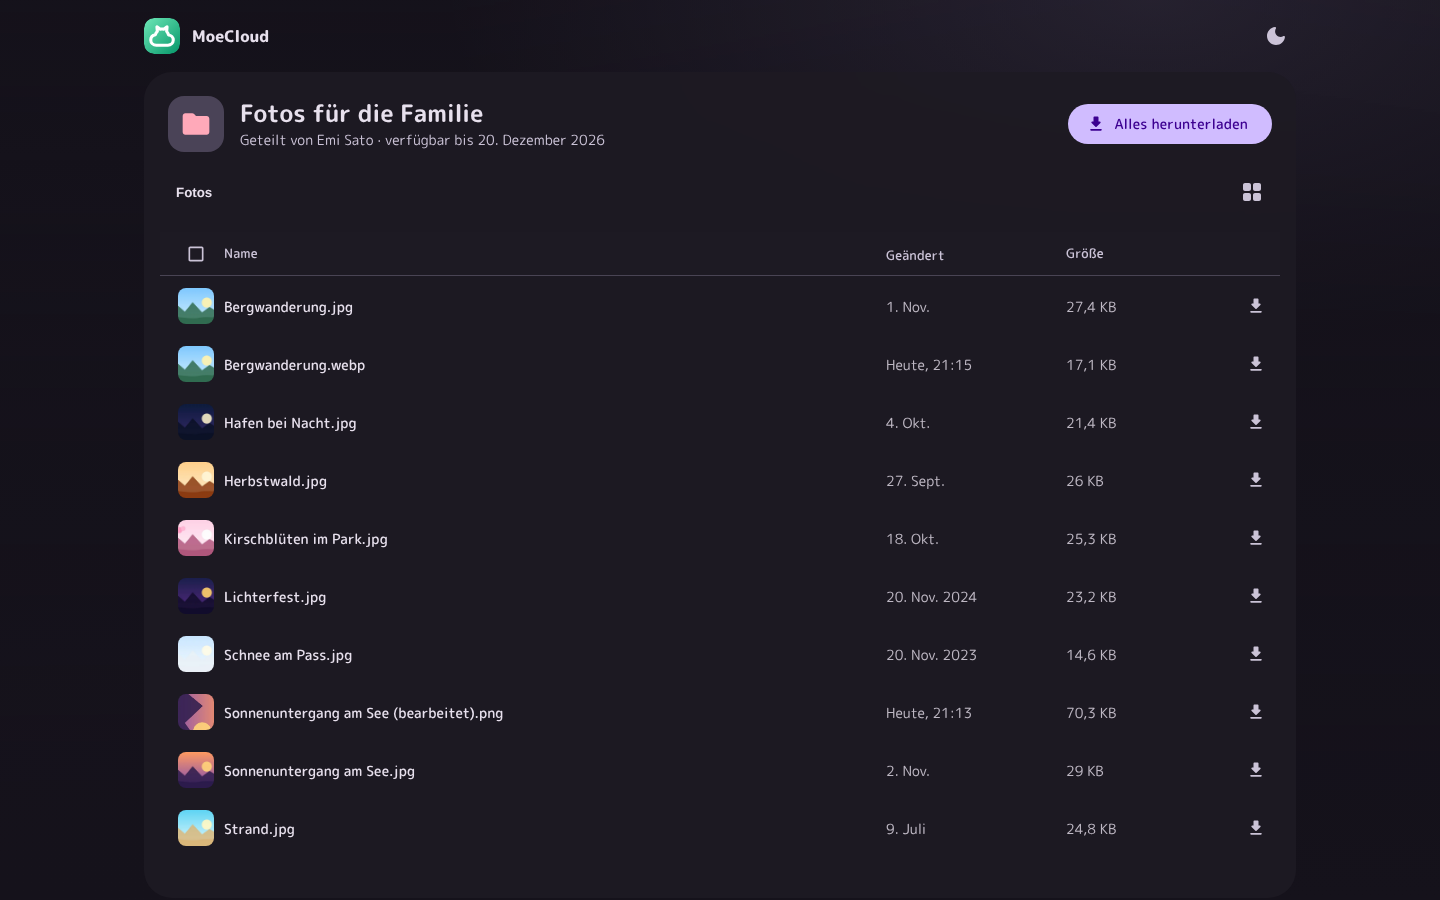 MoeCloud
Fotos für die Familie
Geteilt von Emi Sato · verfügbar bis 20. Dezember 2026
Alles herunterladen
Fotos
Name Geändert Größe
Bergwanderung.jpg 1. Nov. 27,4 KB
Bergwanderung.webp Heute, 21:15 17,1 KB
Hafen bei Nacht.jpg 4. Okt. 21,4 KB
Herbstwald.jpg 27. Sept. 26 KB
Kirschblüten im Park.jpg 18. Okt. 25,3 KB
Lichterfest.jpg 20. Nov. 2024 23,2 KB
Schnee am Pass.jpg 20. Nov. 2023 14,6 KB
Sonnenuntergang am See (bearbeitet).png Heute, 21:13 70,3 KB
Sonnenuntergang am See.jpg 2. Nov. 29 KB
Strand.jpg 9. Juli 24,8 KB